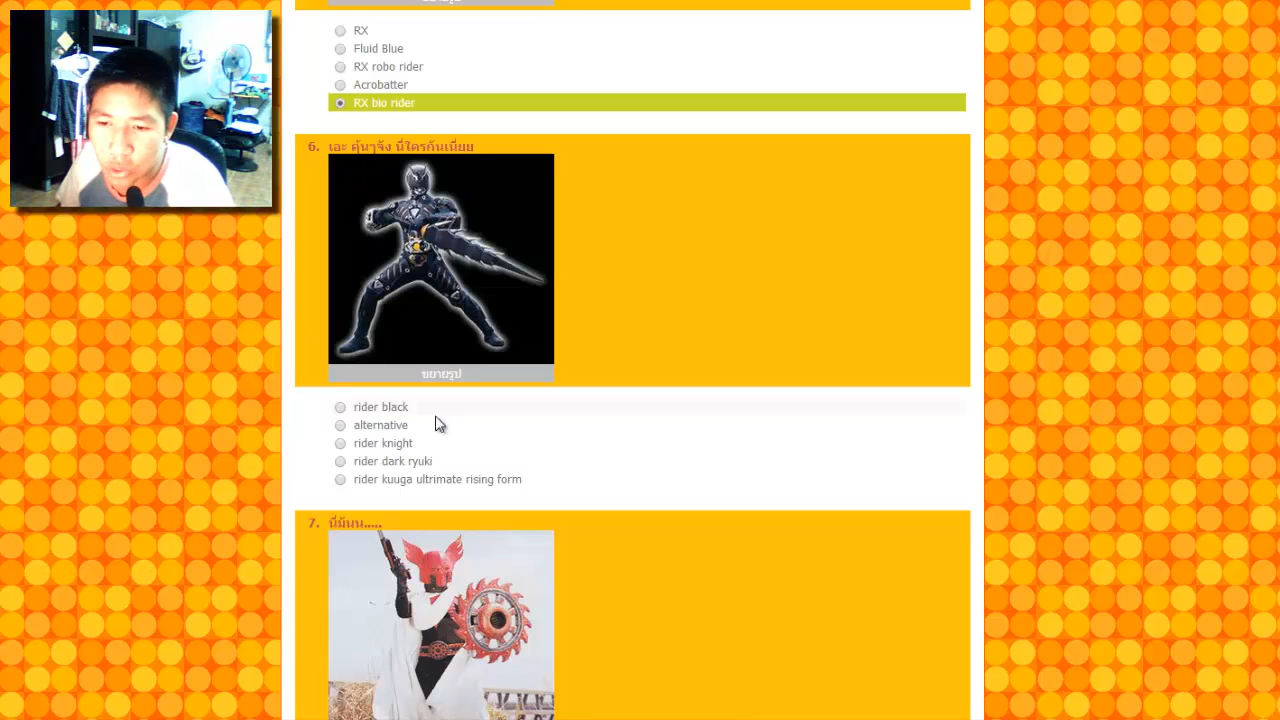 RX
Fluid Blue
RX robo rider
Acrobatter
RX bio rider
6. เอะ คุ้นๆจัง นี่ใครกันเนี่ยย
ขยายรูป
rider black
alternative
rider knight
rider dark ryuki
rider kuuga ultrimate rising form
7. นี่มันน.....